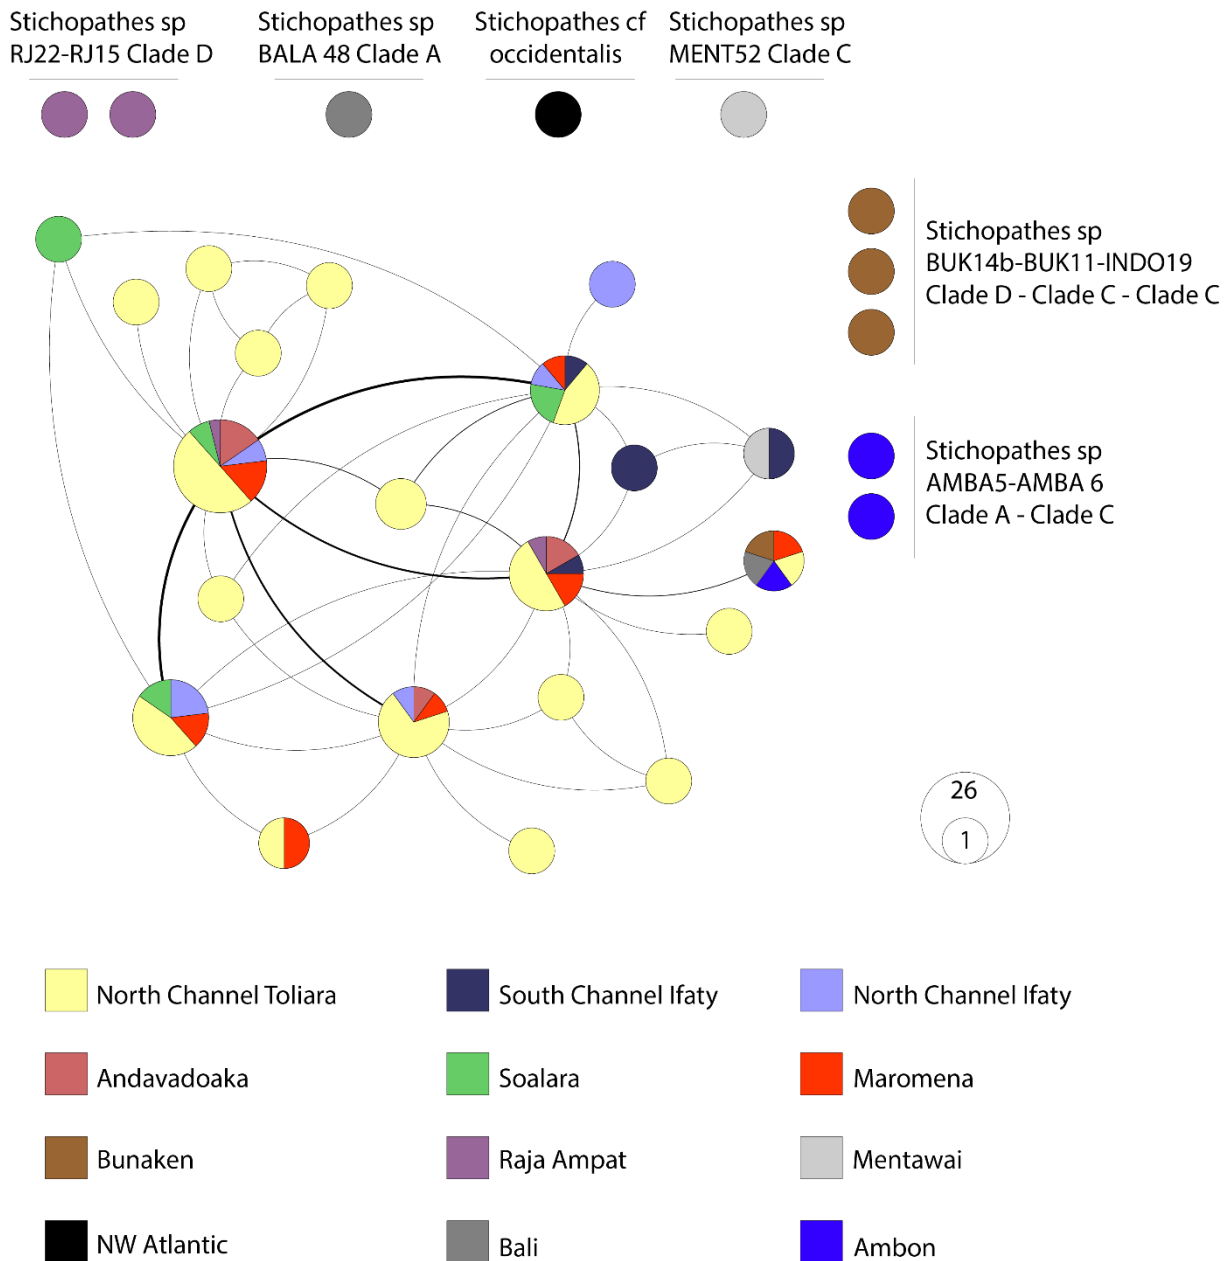 Stichopathes sp
RJ22-RJ15 Clade D
Stichopathes sp
BALA 48 Clade A
Stichopathes cf
occidentalis
Stichopathes sp
MENT52 Clade C
Stichopathes sp
BUK14b-BUK11-INDO19
Clade D - Clade C - Clade C
Stichopathes sp
AMBA5-AMBA 6
Clade A - Clade C
26
1
North Channel Toliara
South Channel Ifaty
North Channel Ifaty
Andavadoaka
Soalara
Maromena
Bunaken
Raja Ampat
Mentawai
NW Atlantic
Bali
Ambon